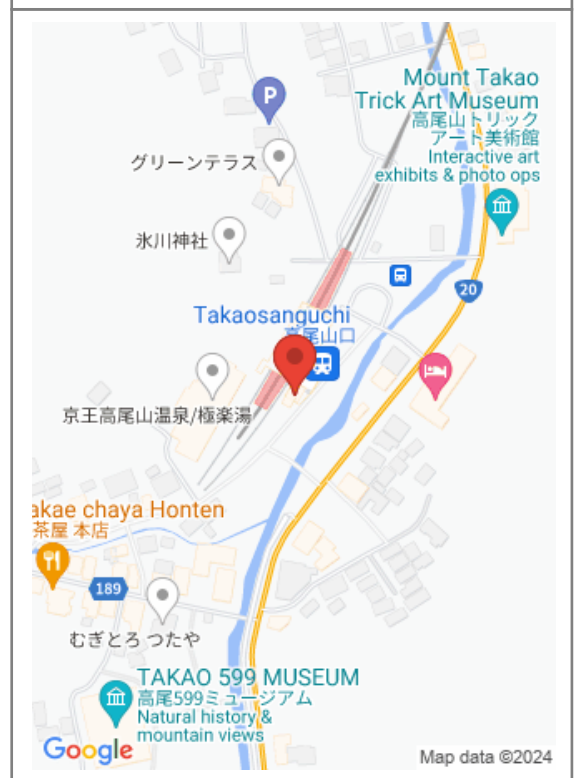 Mount Takao
Trick Art Museum
高尾山トリック
アート美術館
Interactive art
exhibits & photo ops
P
グリーンテラス
氷川神社
20
Takaosanguchi
高尾山口
京王高尾山温泉/極楽湯
akae chaya Honten
茶屋 本店
189
むぎとろ つたや
TAKAO 599 MUSEUM
高尾599ミュージアム
Natural history &
mountain views
Google
Map data ©2024